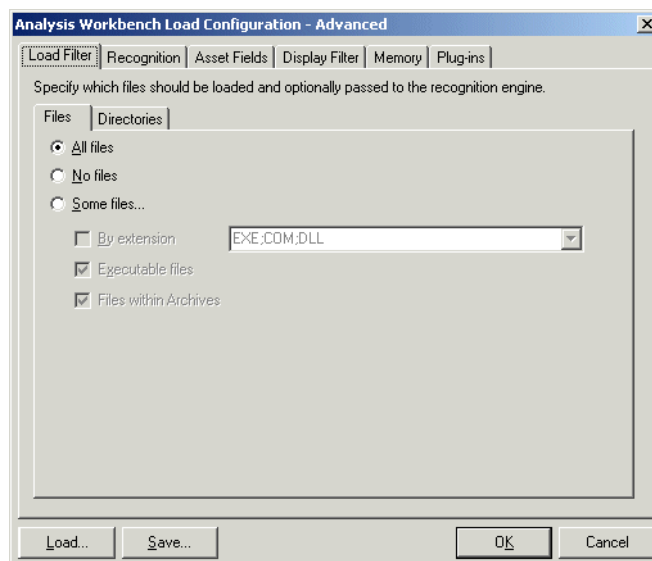 Analysis Workbench Load Configuration - Advanced
Load Filter Recognition Asset Fields Display Filter Memory Plug-ins
Specify which files should be loaded and optionally passed to the recognition engine.
Files Directories
All files
No files
Some files...
By extension EXE;COM;DLL
Executable files
Files within Archives
Load... Save... OK Cancel